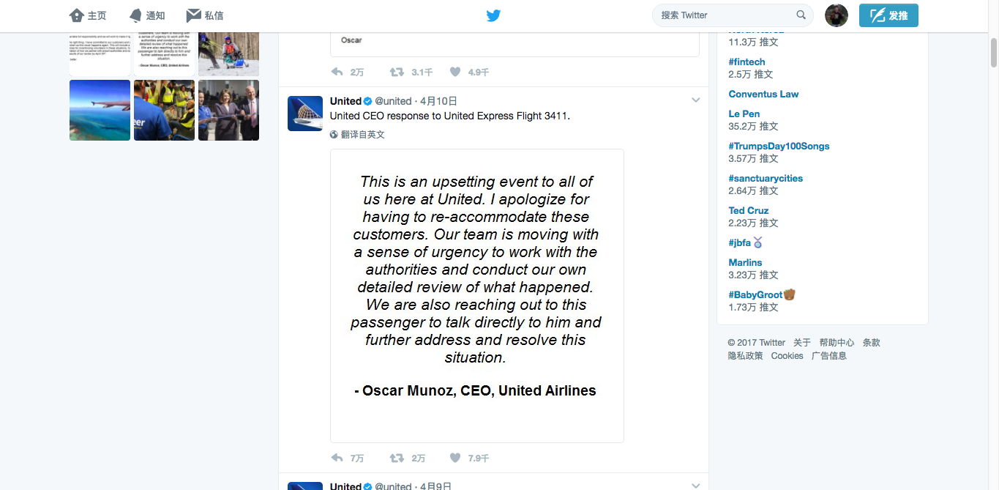 主页 通知 私信
搜索 Twitter
发推
- Oscar Munoz, CEO, United Airlines
Oscar
2万 3.1千 4.9千
United @united · 4月10日
United CEO response to United Express Flight 3411.
翻译自英文
This is an upsetting event to all of
us here at United. I apologize for
having to re-accommodate these
customers. Our team is moving with
a sense of urgency to work with the
authorities and conduct our own
detailed review of what happened.
We are also reaching out to this
passenger to talk directly to him and
further address and resolve this
situation.
- Oscar Munoz, CEO, United Airlines
7万 2万 7.9千
United @united · 4月9日
11.3万 推文
#fintech
2.5万 推文
Conventus Law
Le Pen
35.2万 推文
#TrumpsDay100Songs
3.57万 推文
#sanctuarycities
2.64万 推文
Ted Cruz
2.23万 推文
#jbfa
Marlins
3.23万 推文
#BabyGroot
1.73万 推文
© 2017 Twitter 关于 帮助中心 条款
隐私政策 Cookies 广告信息